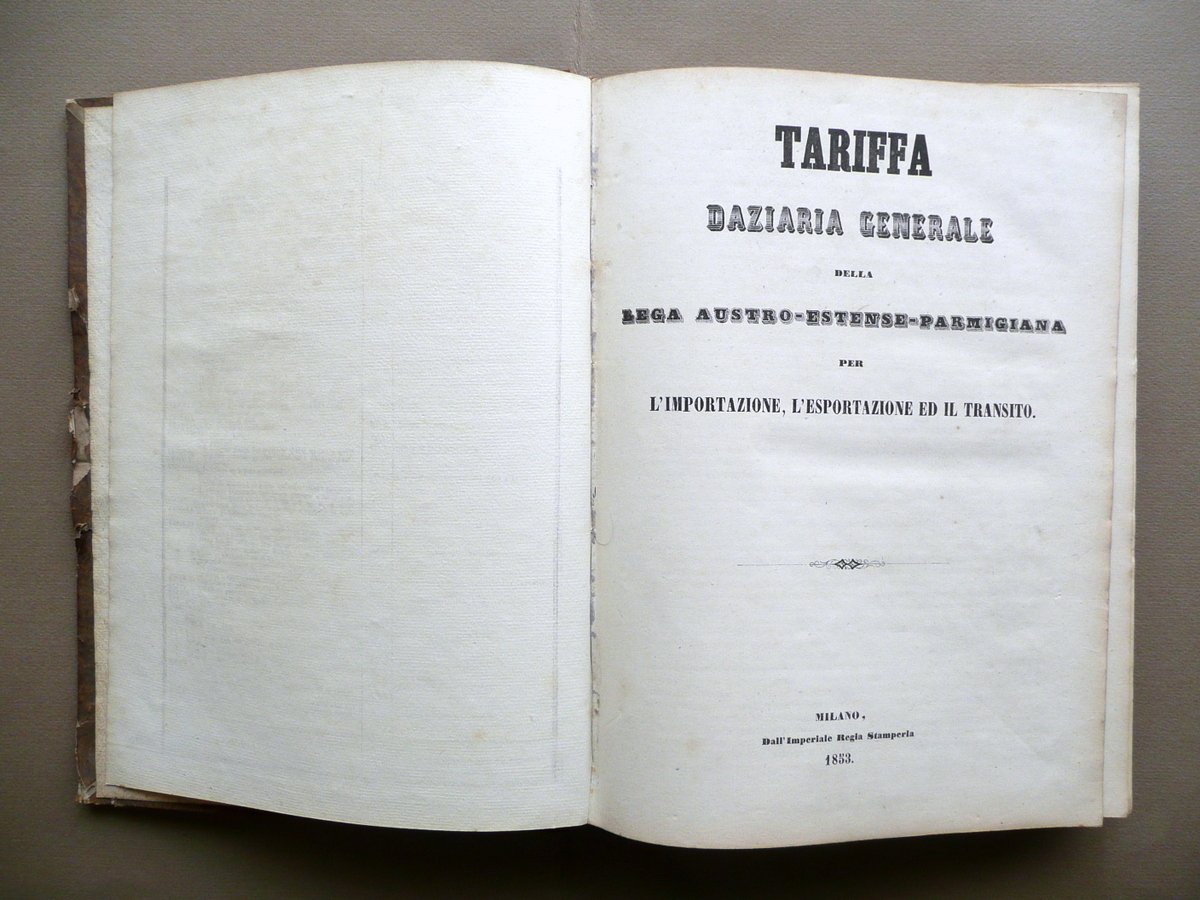 TARIFFA
DAZIARIA GENERALE
DELLA
LEGA AUSTRO-ESTENSE-PARMIGIANA
PER
L'IMPORTAZIONE, L'ESPORTAZIONE ED IL TRANSITO.
MILANO,
Dall'Imperiale Regia Stamperia
1853.